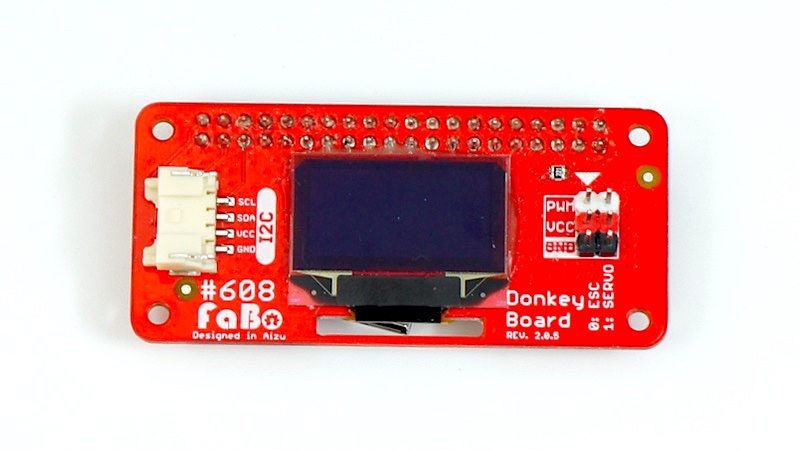 SCL
SDA
VCC
GND
I2C
#608
FaBo
Designed in Aizu
PWM
VCC
GND
Donkey
Board
REV. 2.0.5
0: ESC
1: SERVO